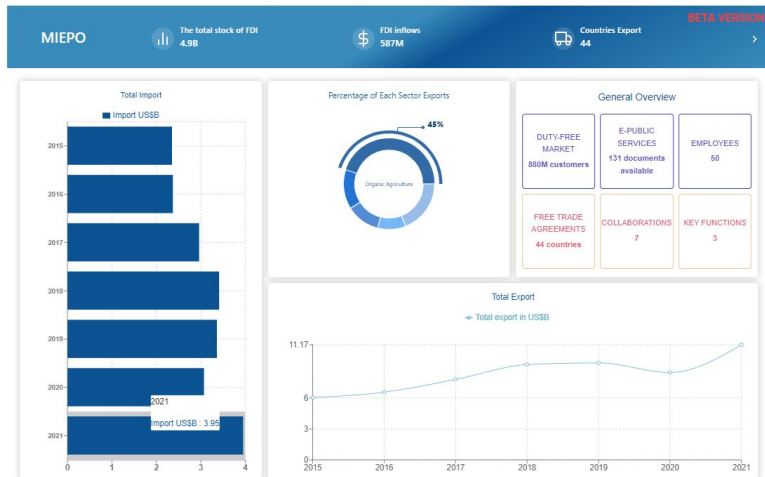 BETA VERSION
MIEPO
The total stock of FDI
4.9B
FDI inflows
587M
Countries Export
44
Total Import
Import US$B
2015
2016
2017
2018
2019
2020
2021
2021
Import US$B : 3.95
0 1 2 3 4
Percentage of Each Sector Exports
45%
Organic Agriculture
General Overview
DUTY-FREE
MARKET
880M customers
E-PUBLIC
SERVICES
131 documents
available
EMPLOYEES
50
FREE TRADE
AGREEMENTS
44 countries
COLLABORATIONS
7
KEY FUNCTIONS
3
Total Export
Total export in US$B
11.17
6
3
0
2015 2016 2017 2018 2019 2020 2021